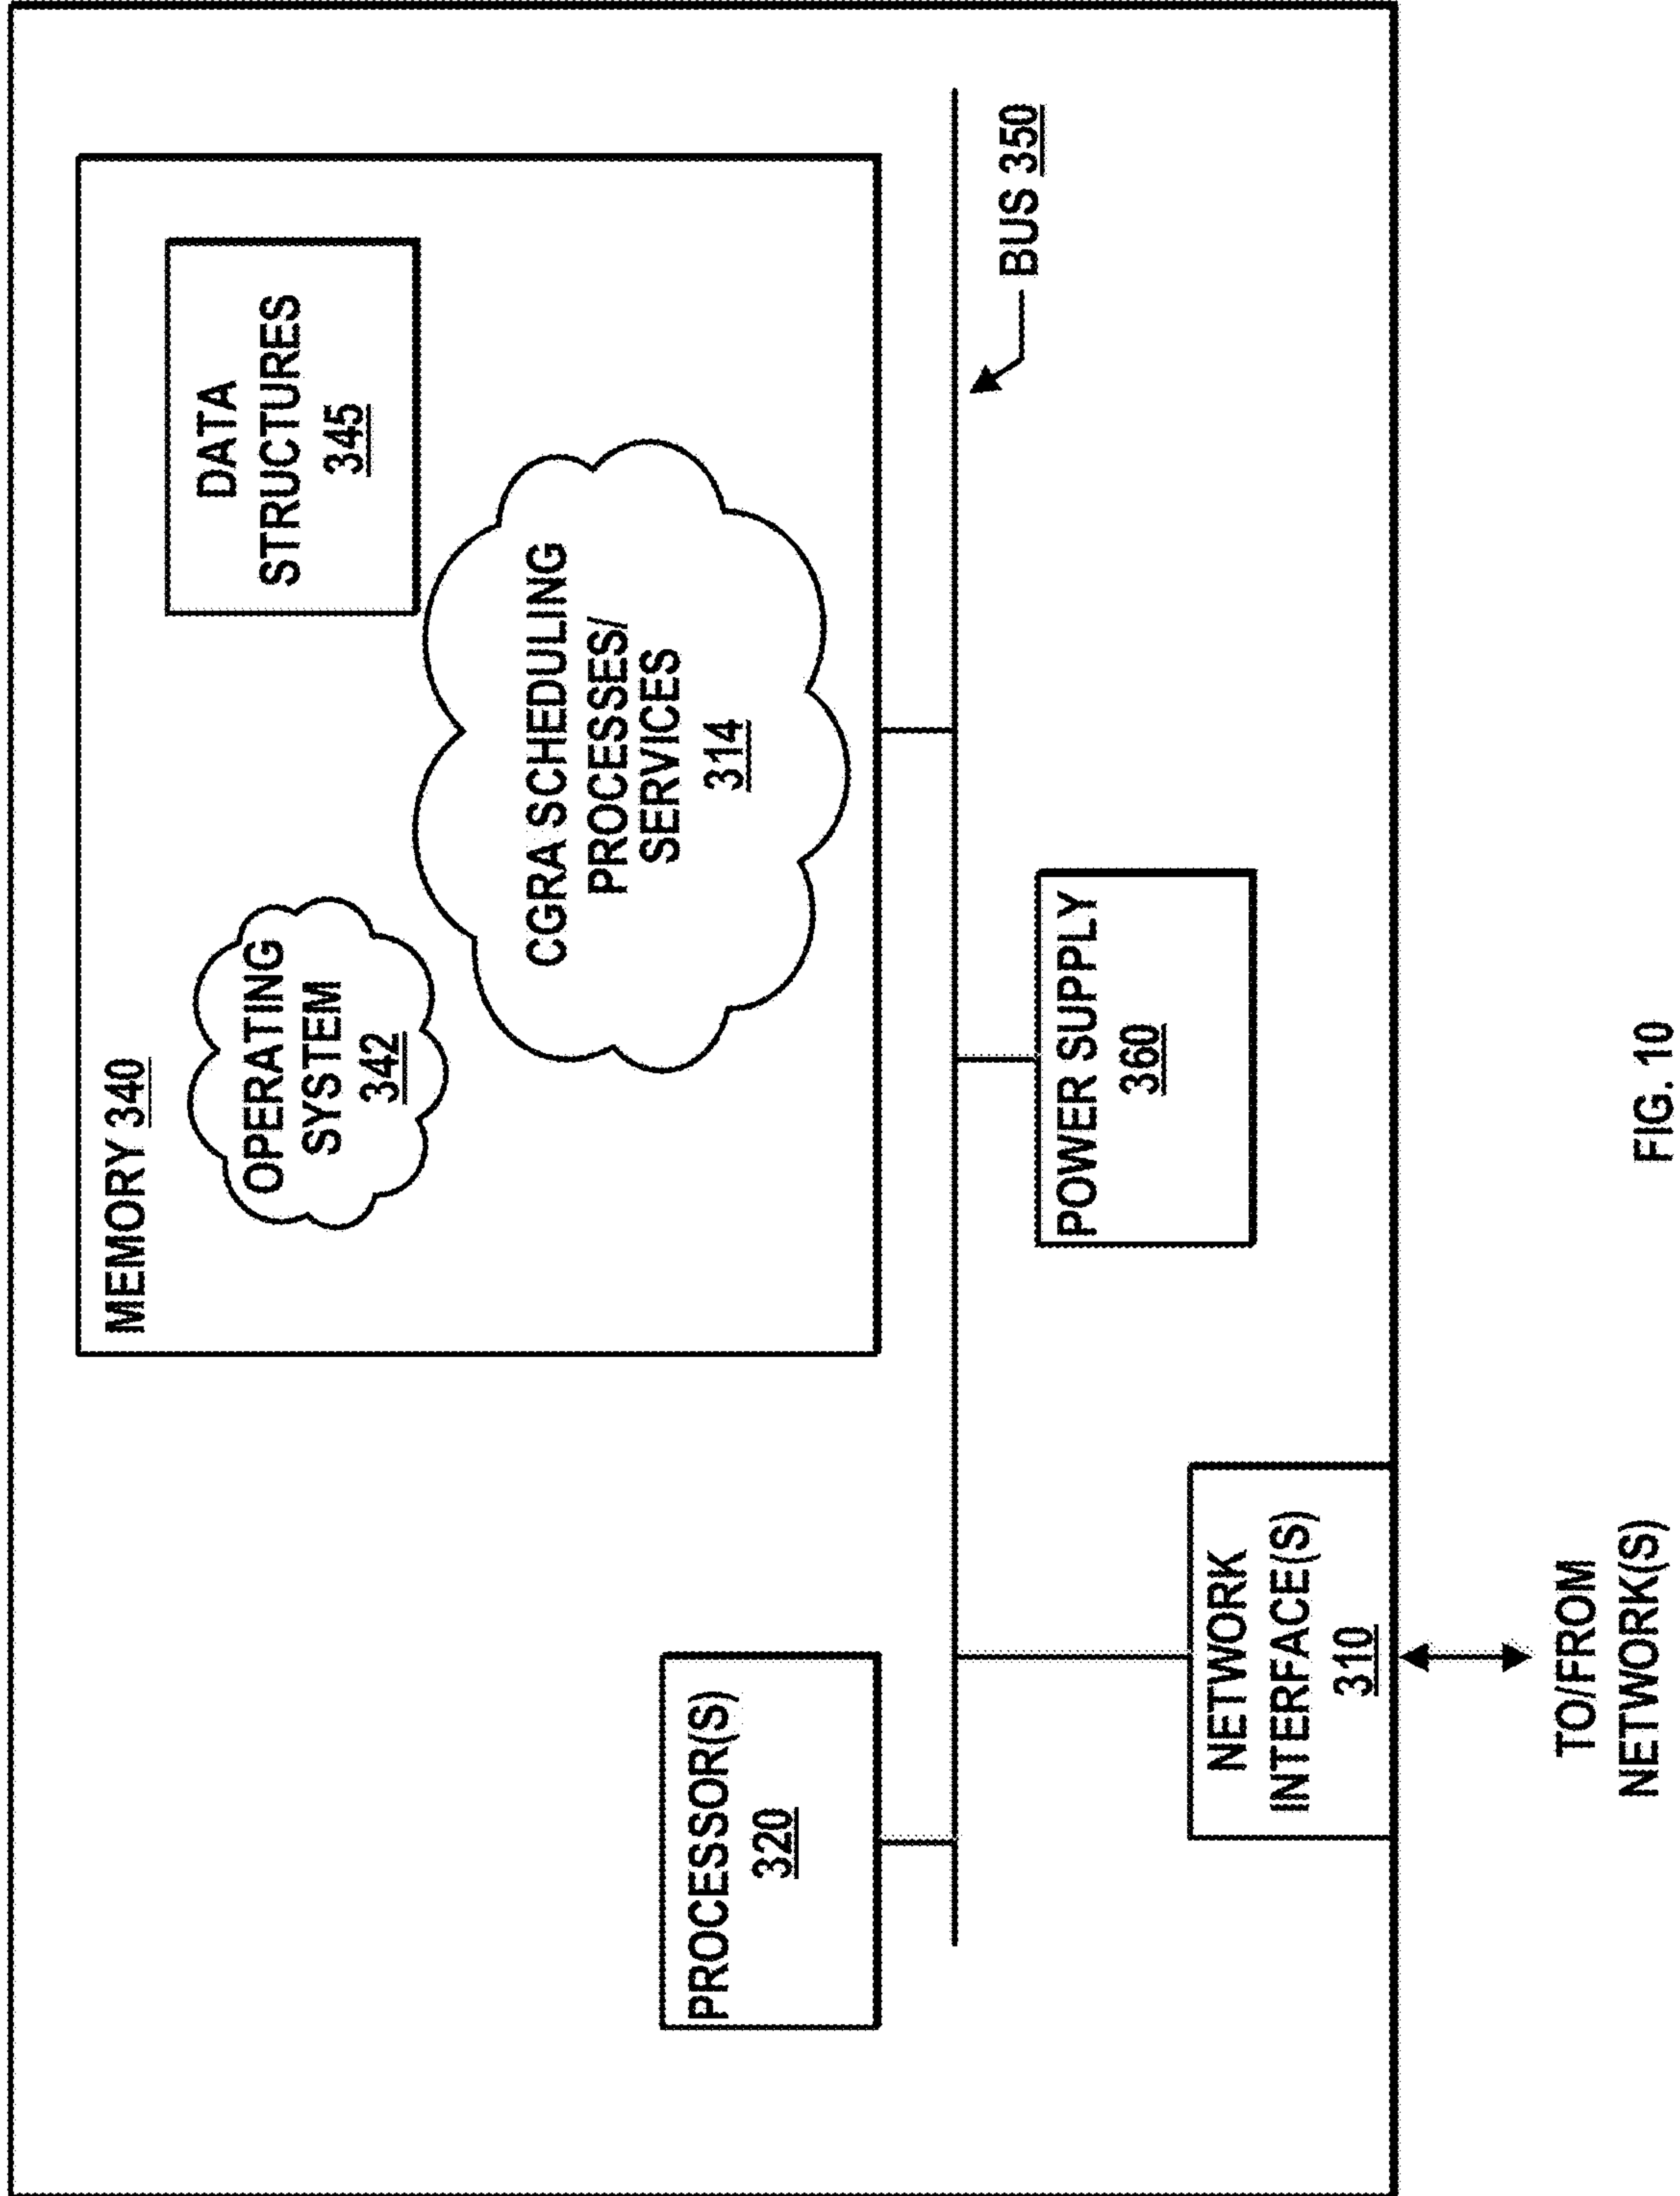 MEMORY 340
OPERATING
SYSTEM
342
DATA
STRUCTURES
345
CGRA SCHEDULING
PROCESSES/
SERVICES
314
PROCESSOR(S)
320
BUS 350
POWER SUPPLY
360
NETWORK
INTERFACE(S)
310
TO/FROM
NETWORK(S)
FIG. 10